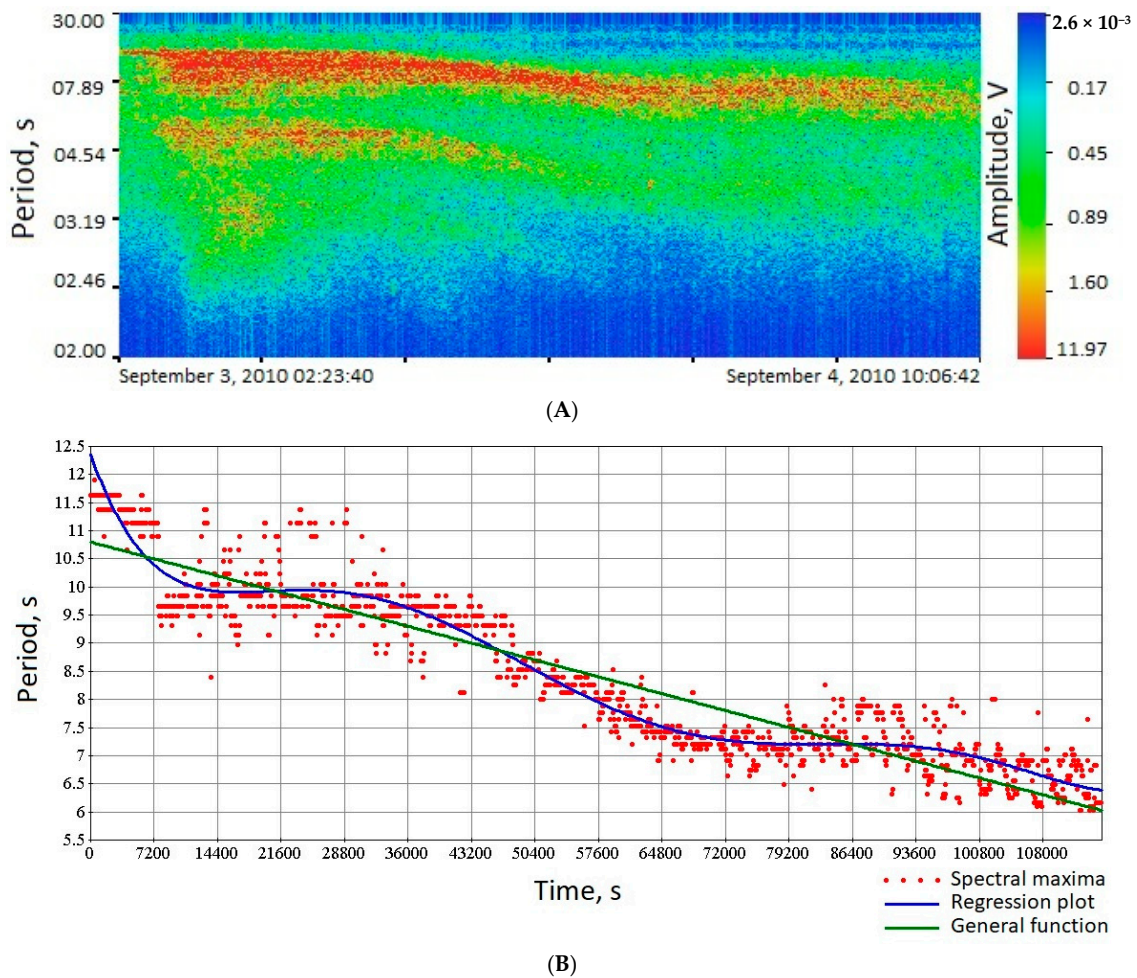 (A)
30.00
07.89
04.54
03.19
02.46
02.00
Period, s
September 3, 2010 02:23:40
September 4, 2010 10:06:42
Amplitude, V
2.6 × 10⁻³
0.17
0.45
0.89
1.60
11.97
(A)
12.5
12
11.5
11
10.5
10
9.5
9
8.5
8
7.5
7
6.5
6
5.5
Period, s
0 7200 14400 21600 28800 36000 43200 50400 57600 64800 72000 79200 86400 93600 100800 108000
Time, s
Spectral maxima
Regression plot
General function
(B)